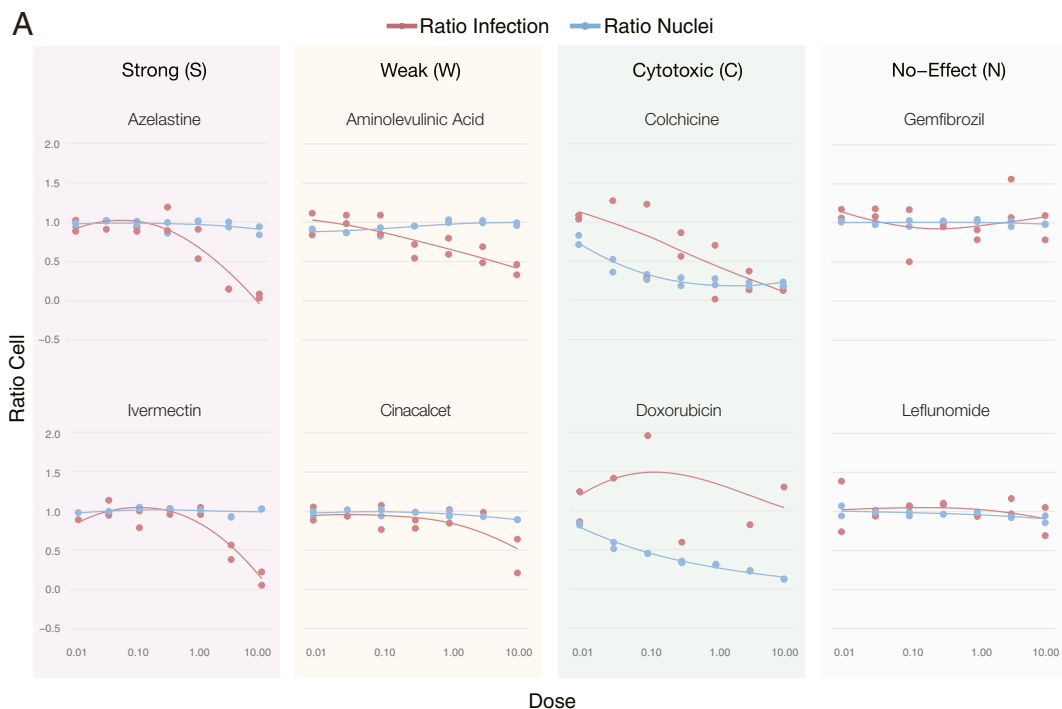 A
Ratio Infection Ratio Nuclei
Strong (S) Weak (W) Cytotoxic (C) No–Effect (N)
Azelastine Aminolevulinic Acid Colchicine Gemfibrozil
2.0
1.5
1.0
0.5
0.0
−0.5
Ratio Cell
Ivermectin Cinacalcet Doxorubicin Leflunomide
2.0
1.5
1.0
0.5
0.0
−0.5
0.01 0.10 1.00 10.00 0.01 0.10 1.00 10.00 0.01 0.10 1.00 10.00 0.01 0.10 1.00 10.00
Dose